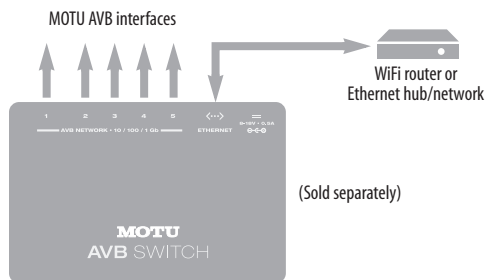 MOTU AVB interfaces
WiFi router or
Ethernet hub/network
1 2 3 4 5
AVB NETWORK • 10 / 100 / 1 Gb
ETHERNET
(Sold separately)
MOTU
AVB SWITCH